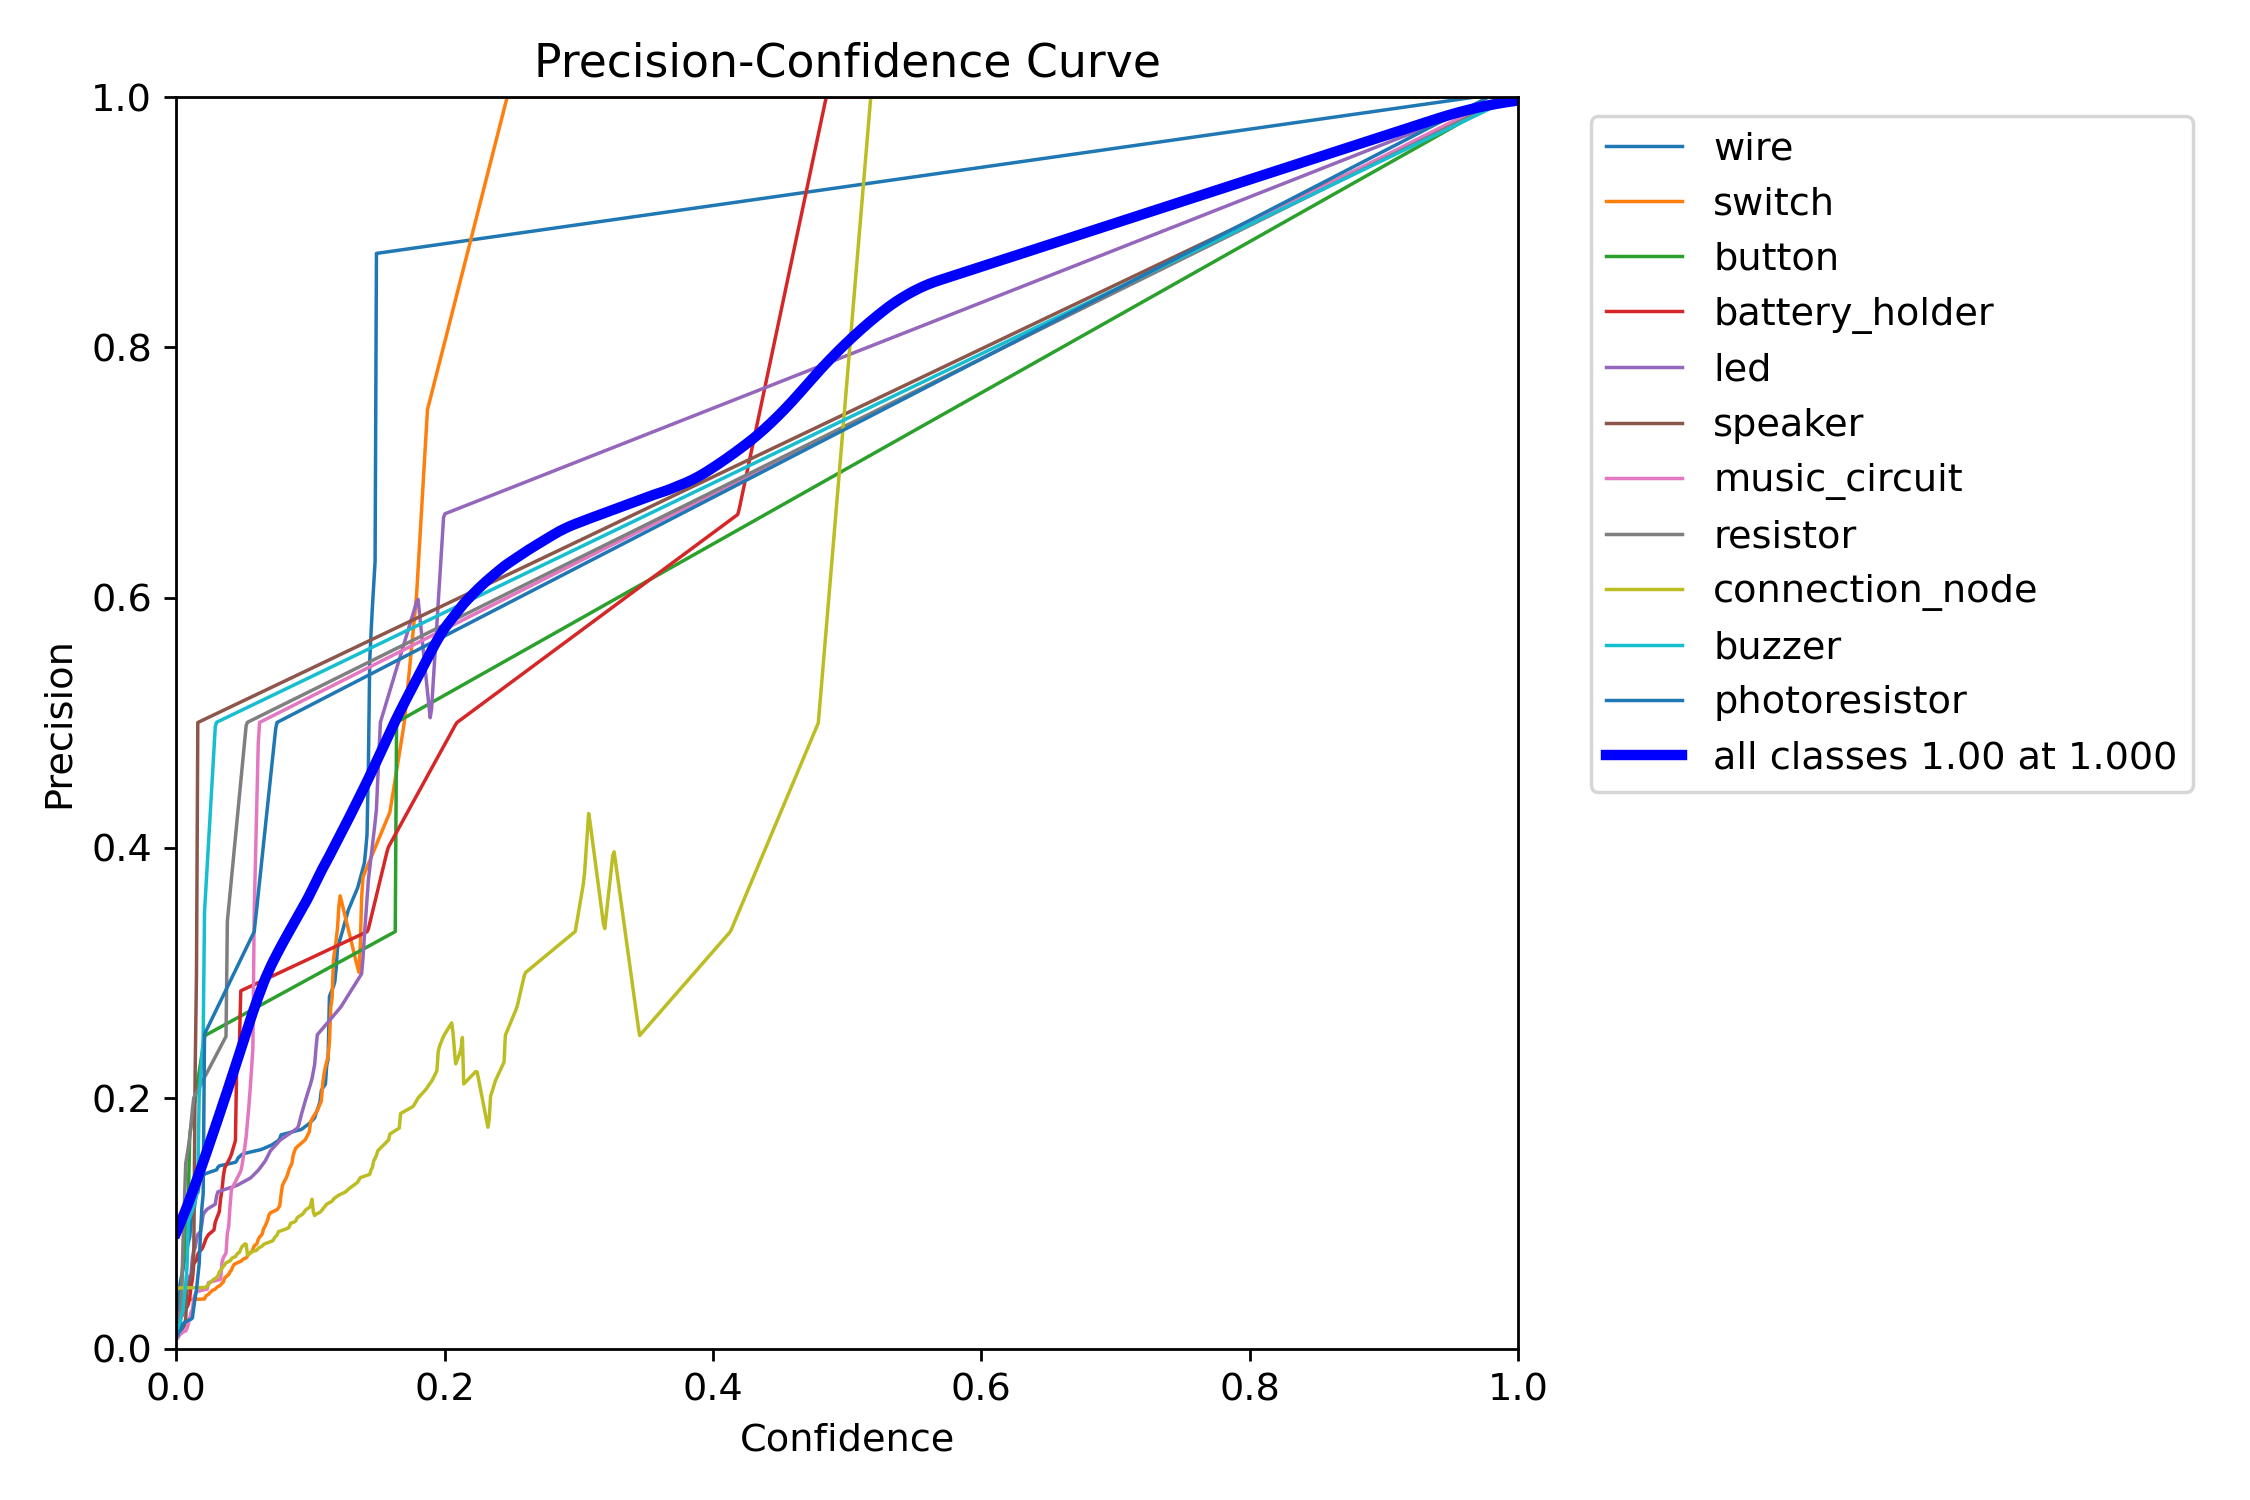 Precision-Confidence Curve
1.0
0.8
0.6
0.4
0.2
0.0
Precision
0.0 0.2 0.4 0.6 0.8 1.0
Confidence
wire
switch
button
battery_holder
led
speaker
music_circuit
resistor
connection_node
buzzer
photoresistor
all classes 1.00 at 1.000